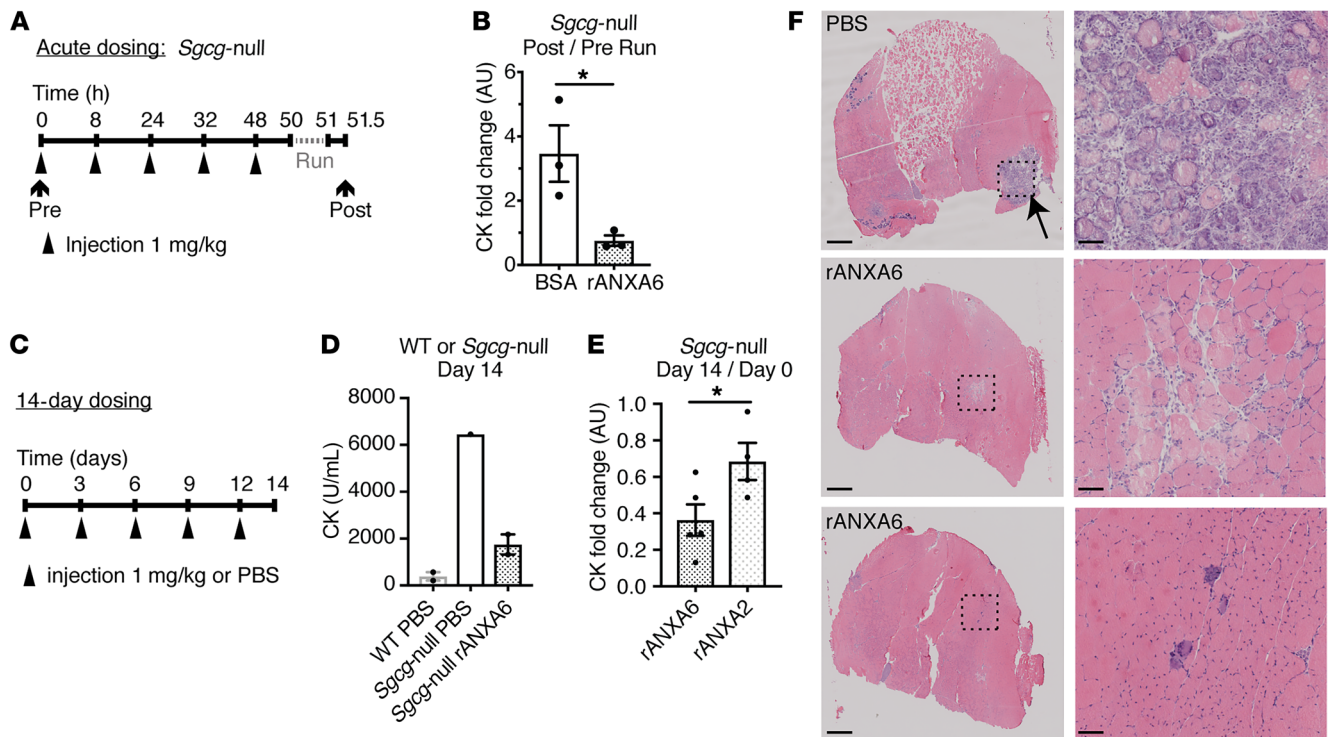 A
Acute dosing: Sgcg-null
Time (h)
0 8 24 32 48 50 51 51.5
Run
Pre Post
Injection 1 mg/kg
B
Sgcg-null
Post / Pre Run
CK fold change (AU)
6
4
2
0
*
BSA rANXA6
C
14-day dosing
Time (days)
0 3 6 9 12 14
injection 1 mg/kg or PBS
D
WT or Sgcg-null
Day 14
CK (U/mL)
8000
6000
4000
2000
0
WT PBS
Sgcg-null PBS
Sgcg-null rANXA6
E
Sgcg-null
Day 14 / Day 0
CK fold change (AU)
1.0
0.8
0.6
0.4
0.2
0.0
*
rANXA6
rANXA2
F
PBS
rANXA6
rANXA6